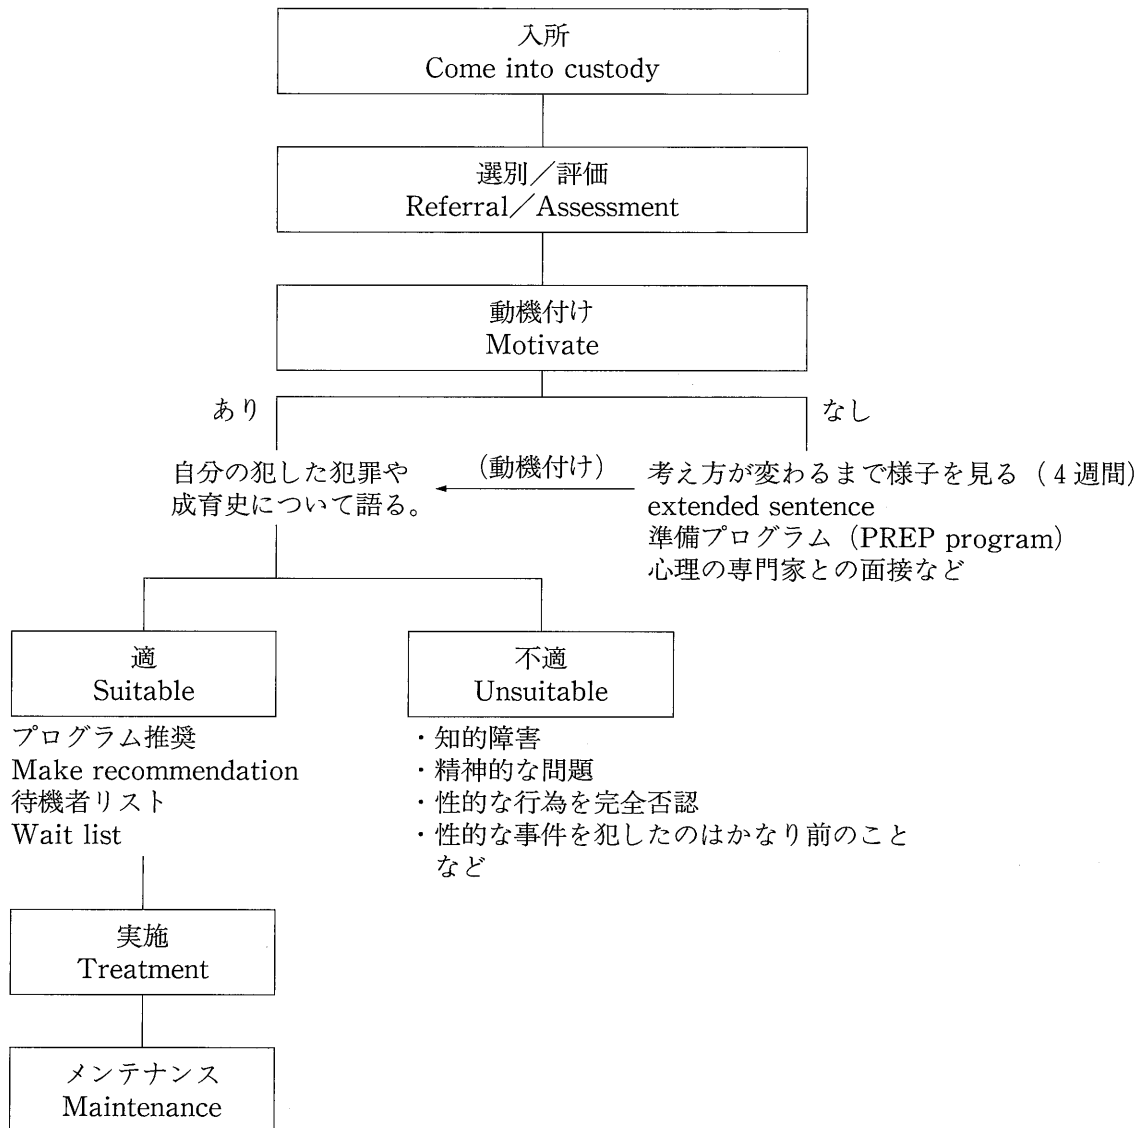 入所
Come into custody
選別／評価
Referral／Assessment
動機付け
Motivate
あり
なし
自分の犯した犯罪や
成育史について語る。
（動機付け）
考え方が変わるまで様子を見る（４週間）
extended sentence
準備プログラム（PREP program）
心理の専門家との面接など
適
Suitable
プログラム推奨
Make recommendation
待機者リスト
Wait list
不適
Unsuitable
・知的障害
・精神的な問題
・性的な行為を完全否認
・性的な事件を犯したのはかなり前のこと
など
実施
Treatment
メンテナンス
Maintenance